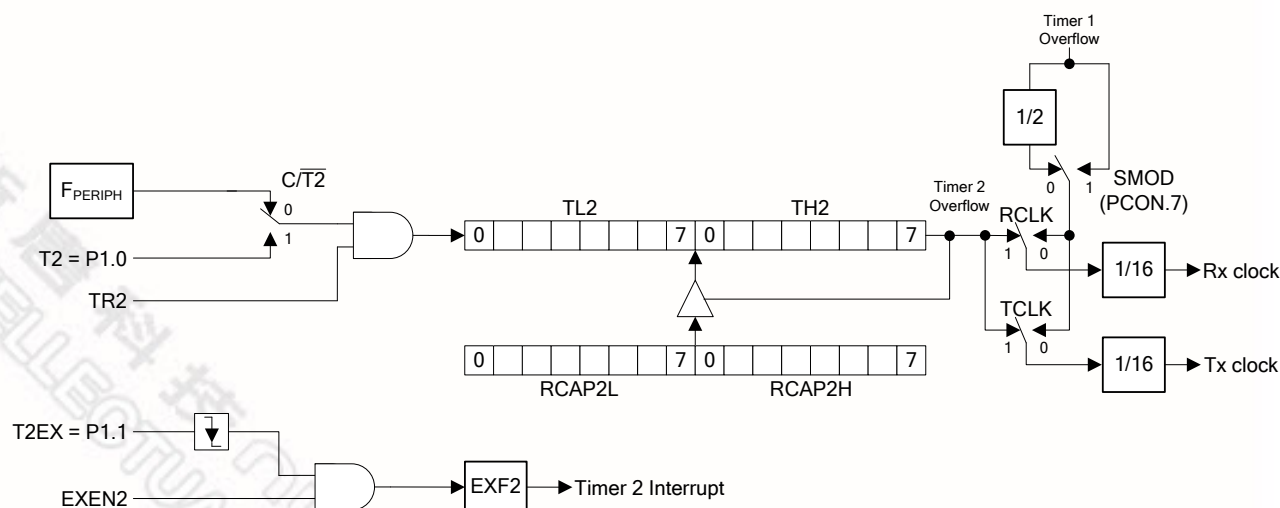 Timer 1
Overflow
1/2
SMOD
(PCON.7)
0
1
F_PERIPH
C/T2
0
1
T2 = P1.0
TR2
TL2
TH2
0
7
0
7
Timer 2
Overflow
RCLK
1
0
1/16
Rx clock
TCLK
1
0
1/16
Tx clock
0
7
0
7
RCAP2L
RCAP2H
T2EX = P1.1
EXEN2
EXF2
Timer 2 Interrupt
科技